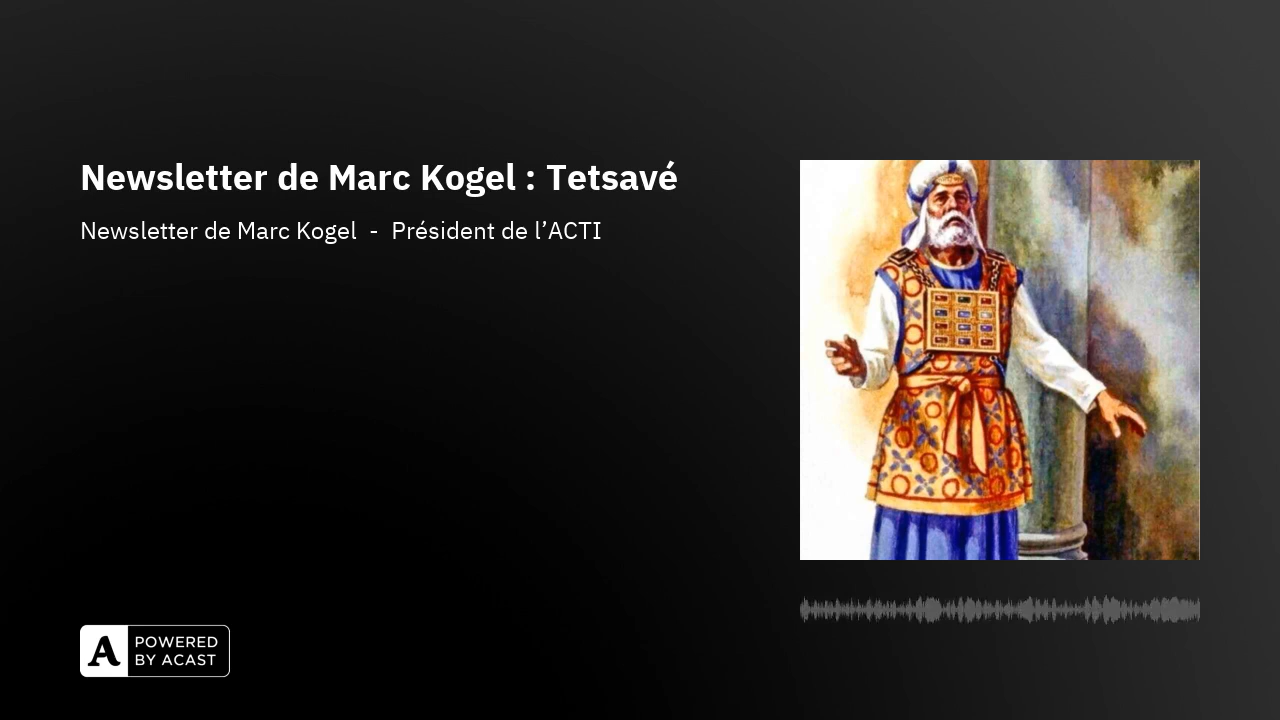 Newsletter de Marc Kogel : Tetsavé
Newsletter de Marc Kogel - Président de l’ACTI
A POWERED
BY ACAST